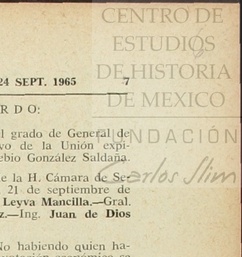 CENTRO DE
ESTUDIOS
DE HISTORIA
DE MEXICO
FUNDACIÓN
Carlos Slim
24 SEPT. 1965 7
R D O :
l grado de General de
vo de la Unión expi-
ebio González Saldaña.
e la H. Cámara de Se-
21 de septiembre de
Leyva Mancilla.—Gral.
z.—Ing. Juan de Dios
No habiendo quien ha-